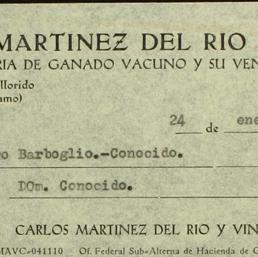 MARTINEZ DEL RIO
RIA DE GANADO VACUNO Y SU VEN
llorido
amo)
24 de ene
ro Barboglio.-Conocido.
DOm. Conocido.
CARLOS MARTINEZ DEL RIO Y VIN
MAVC-041110 Of. Federal Sub-Alterna de Hacienda de G